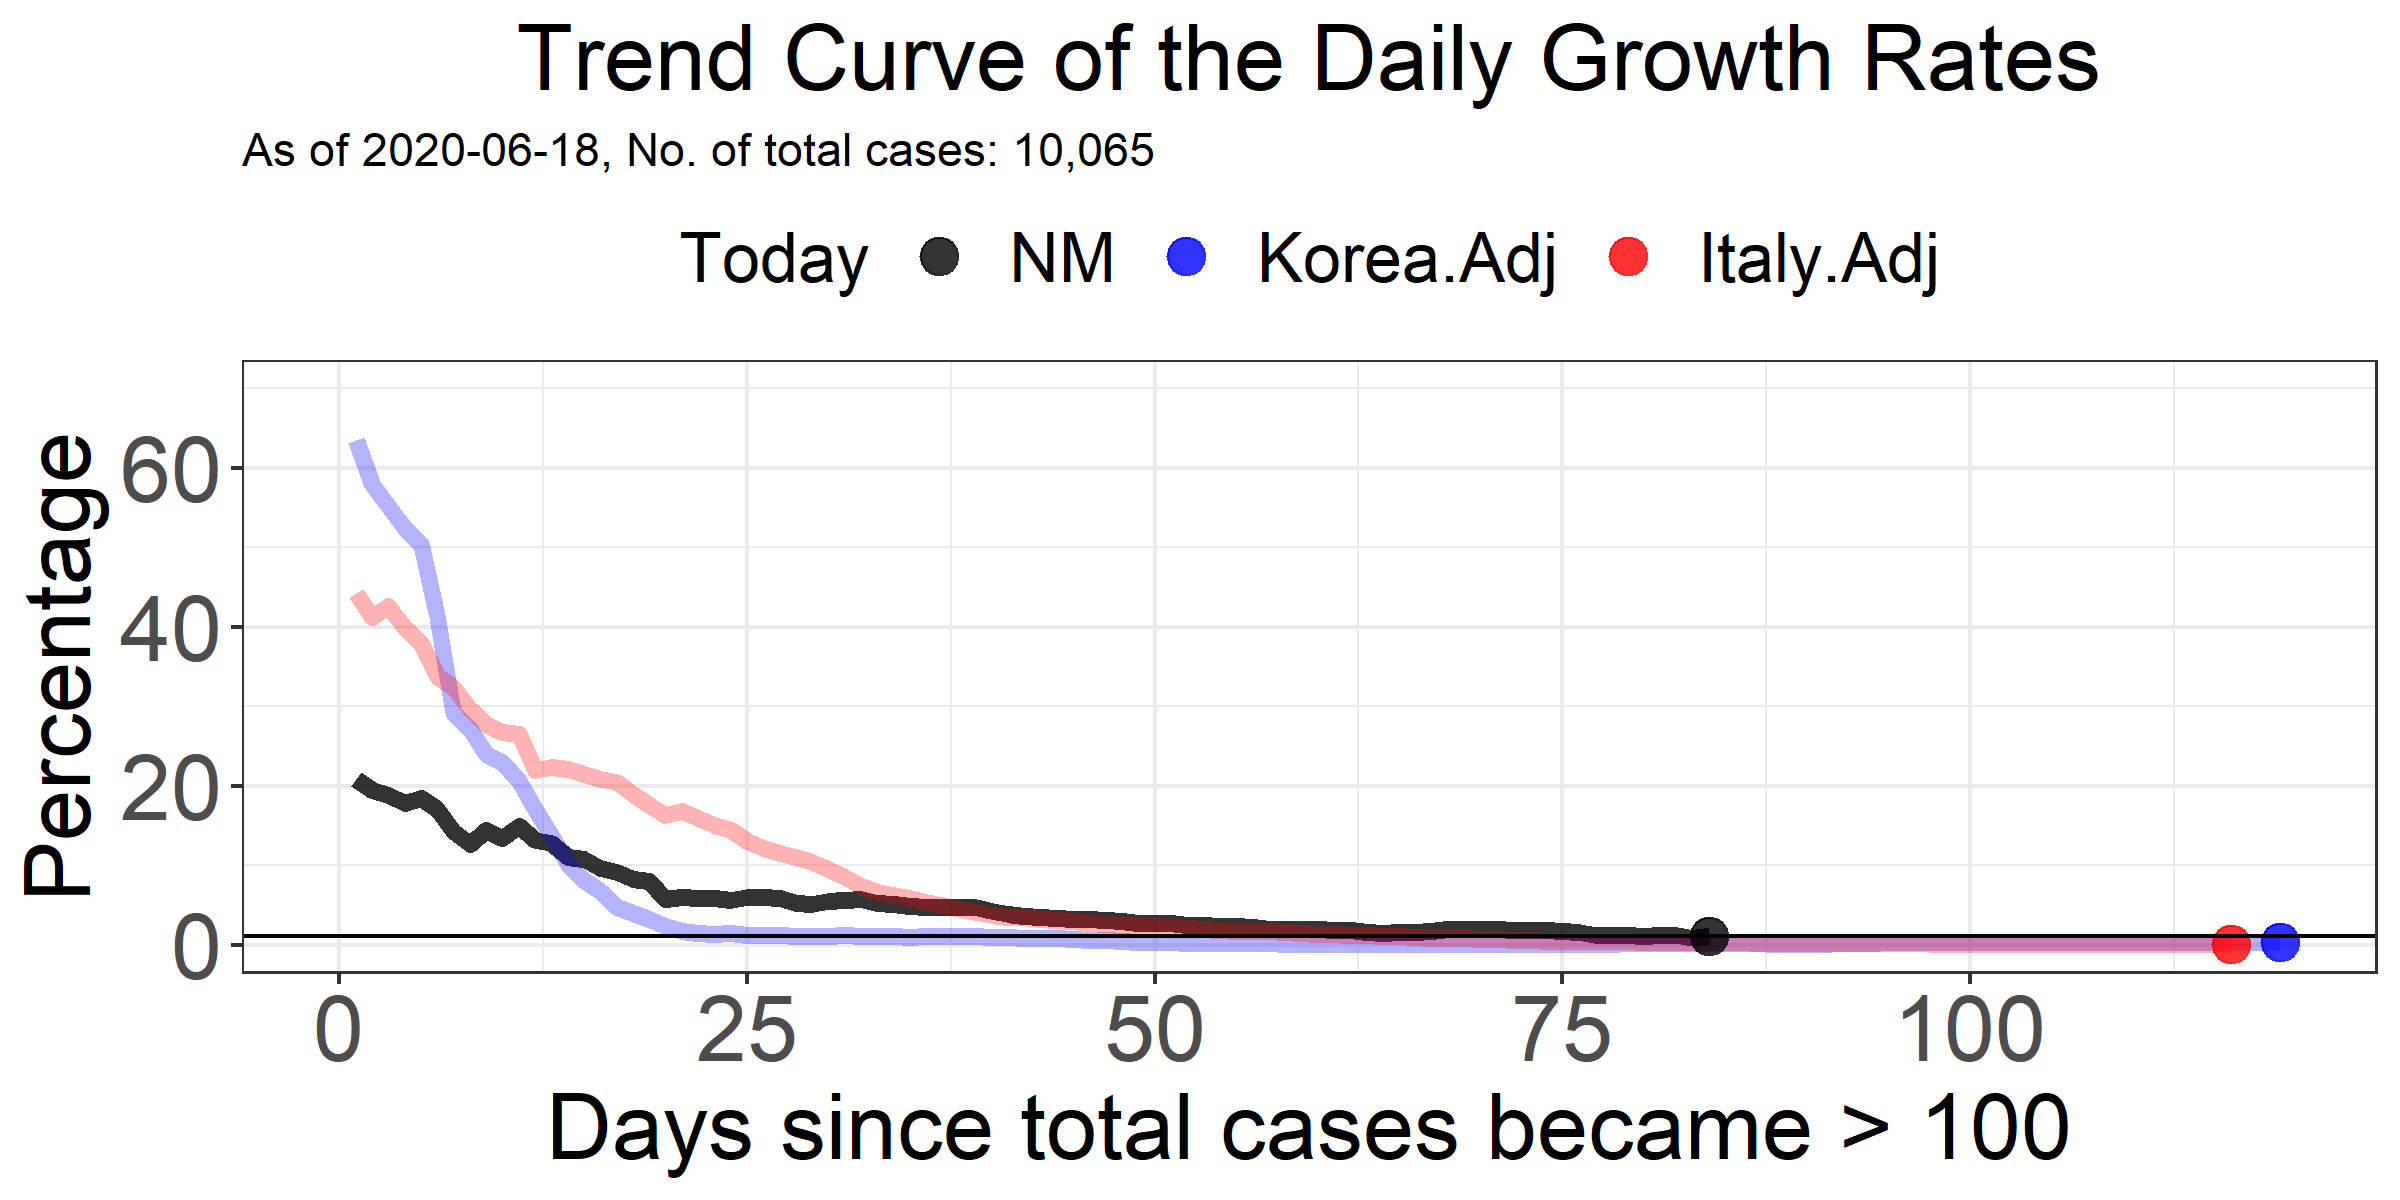 Trend Curve of the Daily Growth Rates
As of 2020-06-18, No. of total cases: 10,065
Today NM Korea.Adj Italy.Adj
Percentage
60
40
20
0
0 25 50 75 100
Days since total cases became > 100